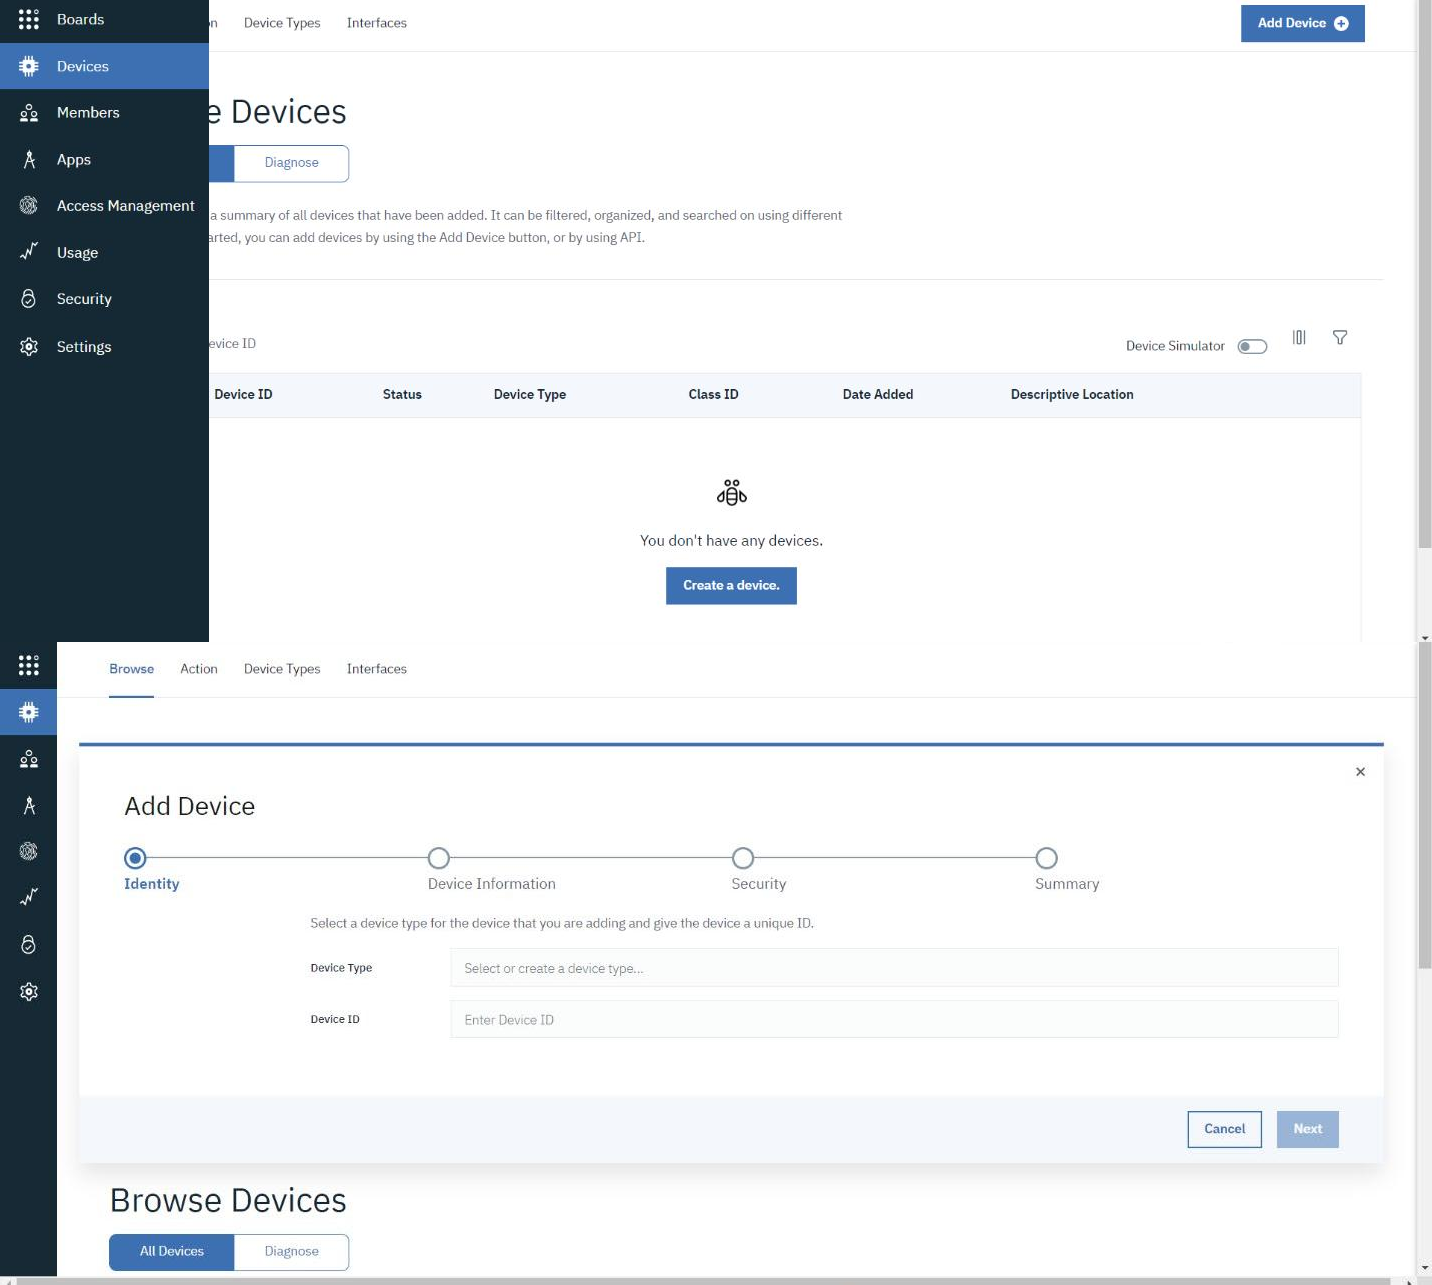 Boards
Device Types
Interfaces
Add Device
Devices
Members
Apps
Access Management
Usage
Security
Settings
e Devices
Diagnose
a summary of all devices that have been added. It can be filtered, organized, and searched on using different
arted, you can add devices by using the Add Device button, or by using API.
evice ID
Device Simulator
Device ID Status Device Type Class ID Date Added Descriptive Location
You don't have any devices.
Create a device.
Browse Action Device Types Interfaces
Add Device
Identity Device Information Security Summary
Select a device type for the device that you are adding and give the device a unique ID.
Device Type Select or create a device type...
Device ID Enter Device ID
Cancel Next
Browse Devices
All Devices Diagnose